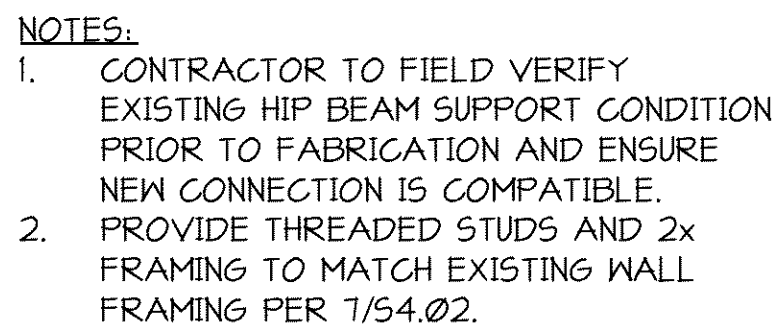 NOTES:
1. CONTRACTOR TO FIELD VERIFY
EXISTING HIP BEAM SUPPORT CONDITION
PRIOR TO FABRICATION AND ENSURE
NEW CONNECTION IS COMPATIBLE.
2. PROVIDE THREADED STUDS AND 2x
FRAMING TO MATCH EXISTING WALL
FRAMING PER 7/S4.02.